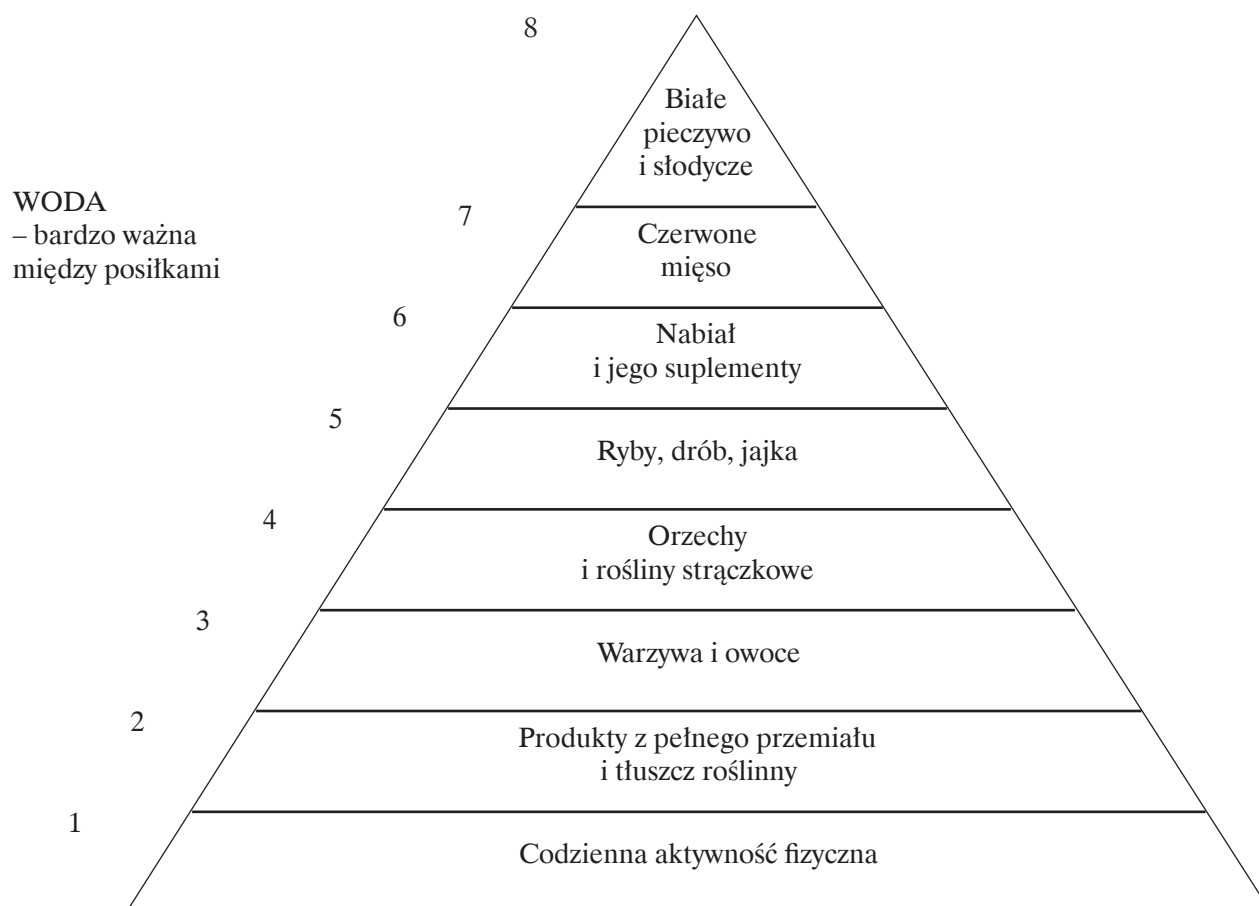 8
Białe
pieczywo
i słodycze
WODA
– bardzo ważna
między posiłkami
7
Czerwone
mięso
6
Nabiał
i jego suplementy
5
Ryby, drób, jajka
4
Orzechy
i rośliny strączkowe
3
Warzywa i owoce
2
Produkty z pełnego przemiału
i tłuszcz roślinny
1
Codzienna aktywność fizyczna